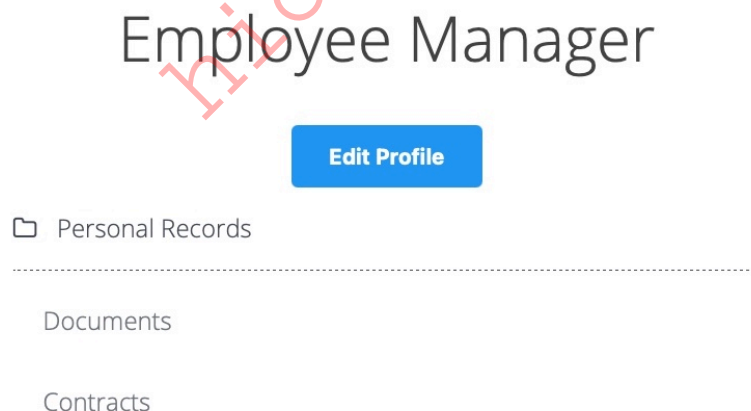 Employee Manager
Edit Profile
Personal Records
Documents
Contracts